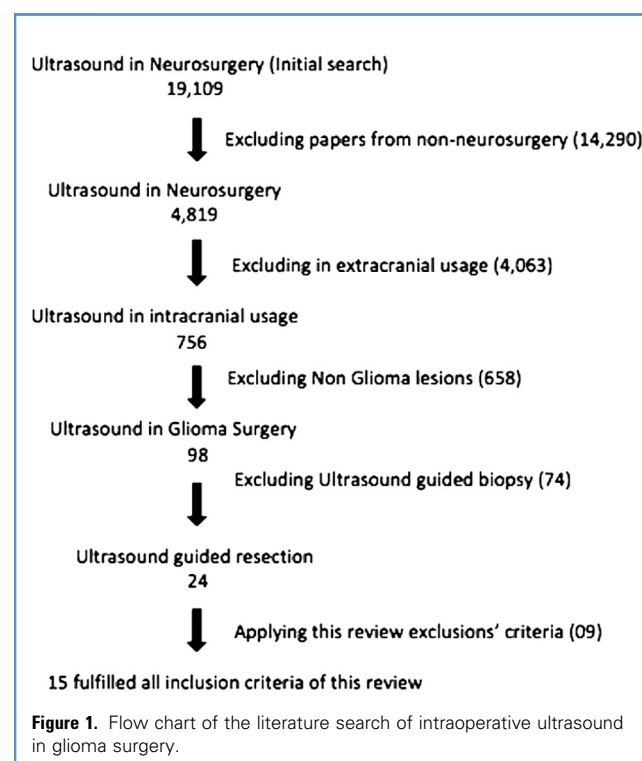 Ultrasound in Neurosurgery (Initial search)
19,109
Excluding papers from non-neurosurgery (14,290)
Ultrasound in Neurosurgery
4,819
Excluding in extracranial usage (4,063)
Ultrasound in intracranial usage
756
Excluding Non Glioma lesions (658)
Ultrasound in Glioma Surgery
98
Excluding Ultrasound guided biopsy (74)
Ultrasound guided resection
24
Applying this review exclusions' criteria (09)
15 fulfilled all inclusion criteria of this review
Figure 1. Flow chart of the literature search of intraoperative ultrasound
in glioma surgery.